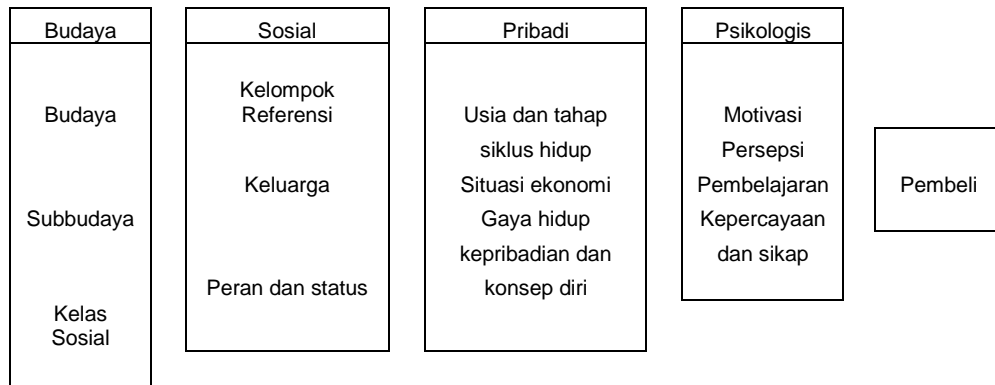 Budaya
Budaya
Subbudaya
Kelas
Sosial
Sosial
Kelompok
Referensi
Keluarga
Peran dan status
Pribadi
Usia dan tahap
siklus hidup
Situasi ekonomi
Gaya hidup
kepribadian dan
konsep diri
Psikologis
Motivasi
Persepsi
Pembelajaran
Kepercayaan
dan sikap
Pembeli